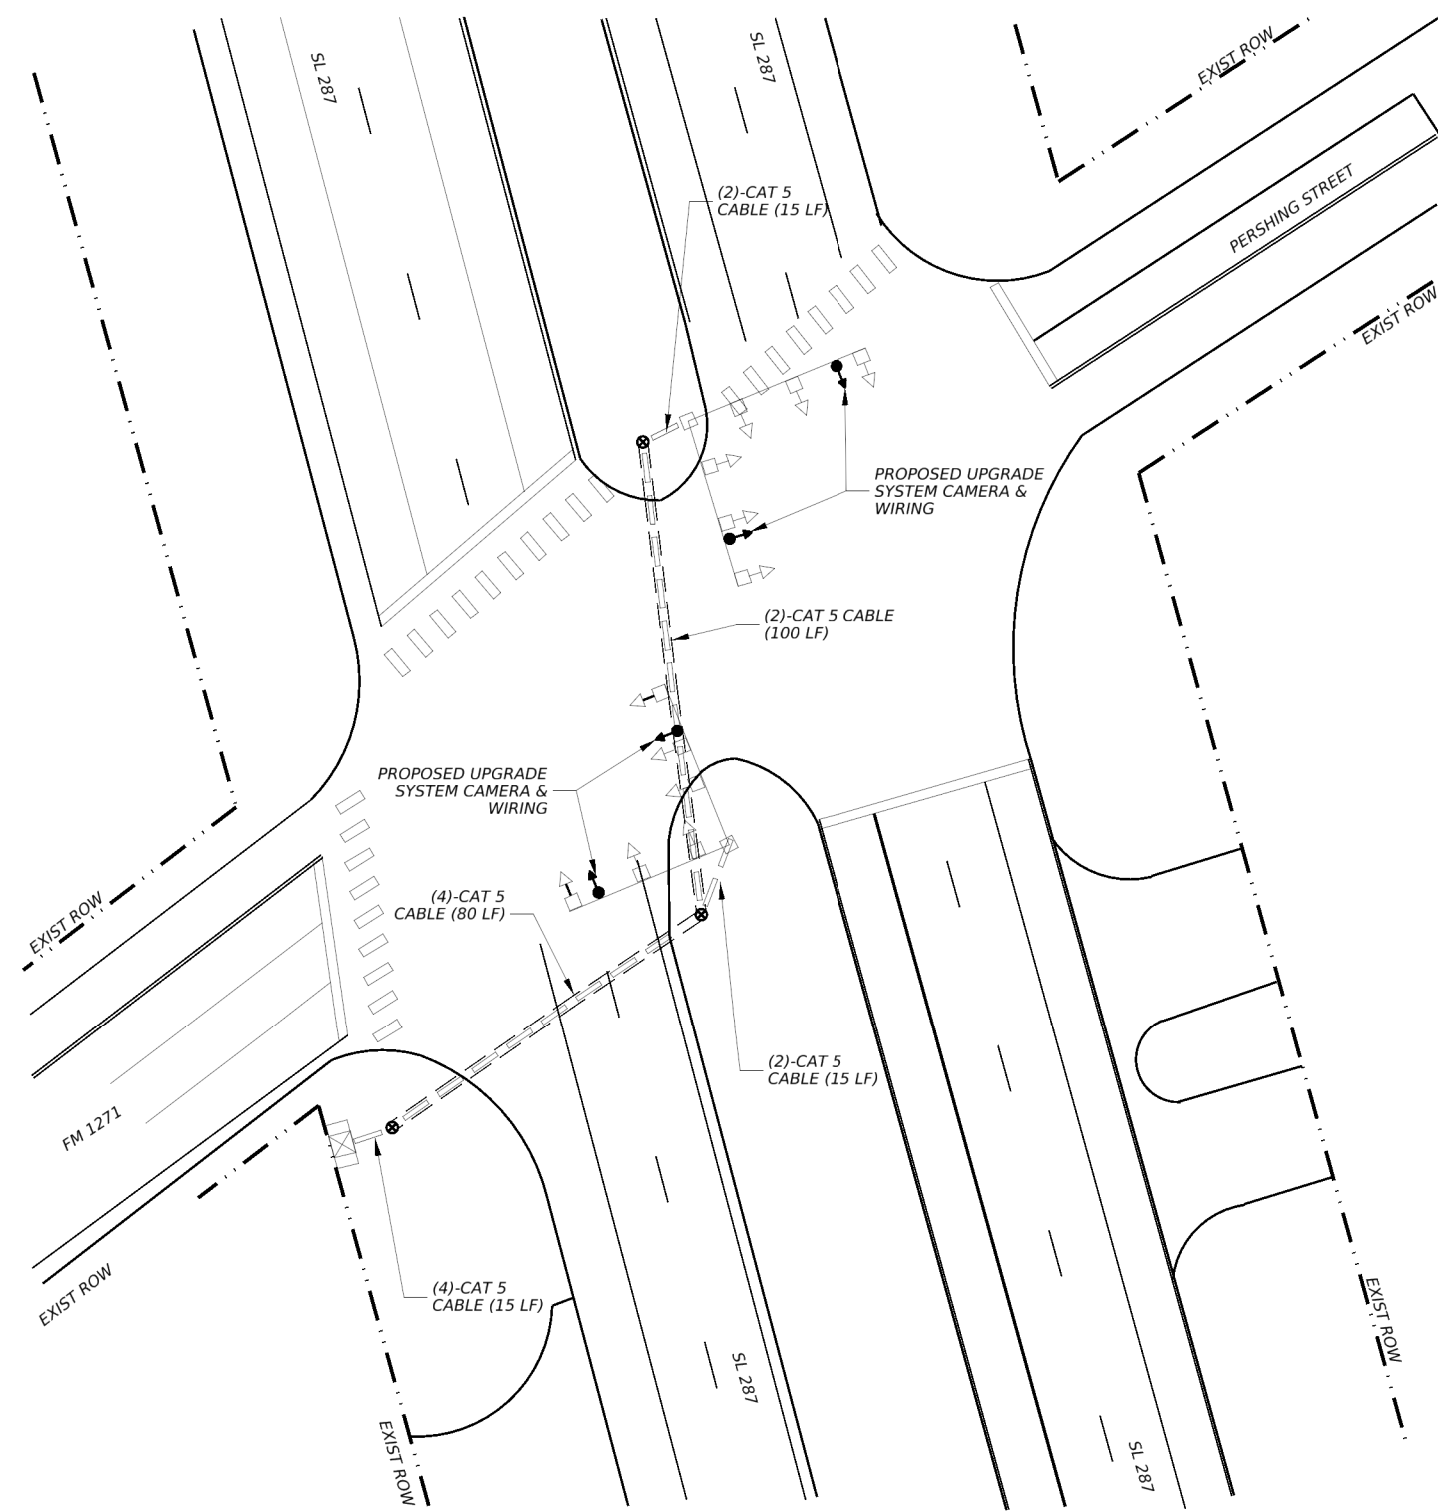 SL 287
SL 287
EXIST ROW
(2)-CAT 5
CABLE (15 LF)
PERSHING STREET
EXIST ROW
PROPOSED UPGRADE
SYSTEM CAMERA &
WIRING
(2)-CAT 5 CABLE
(100 LF)
PROPOSED UPGRADE
SYSTEM CAMERA &
WIRING
(4)-CAT 5
CABLE (80 LF)
EXIST ROW
(2)-CAT 5
CABLE (15 LF)
FM 1271
EXIST ROW
(4)-CAT 5
CABLE (15 LF)
EXIST ROW
SL 287
EXIST ROW
SL 287